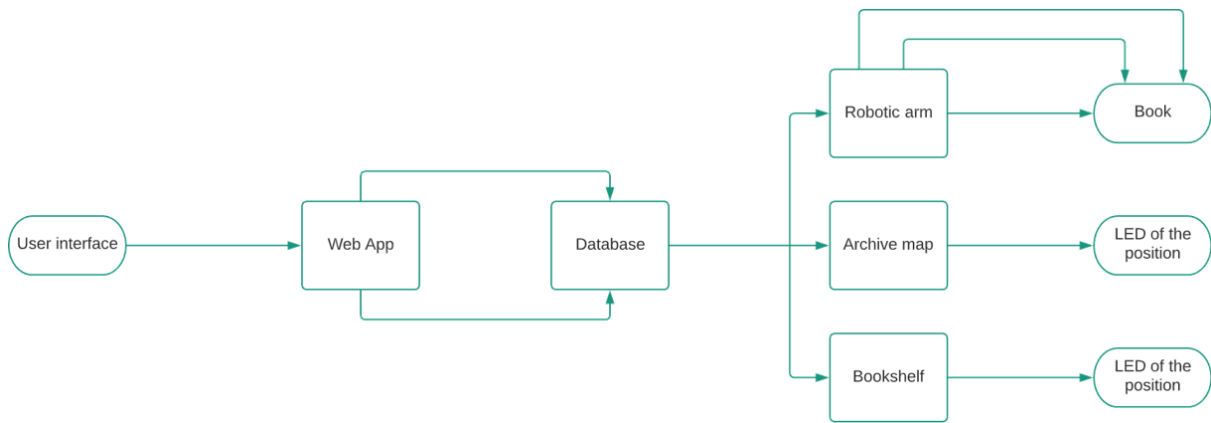 User interface
Web App
Database
Robotic arm
Book
Archive map
LED of the
position
Bookshelf
LED of the
position